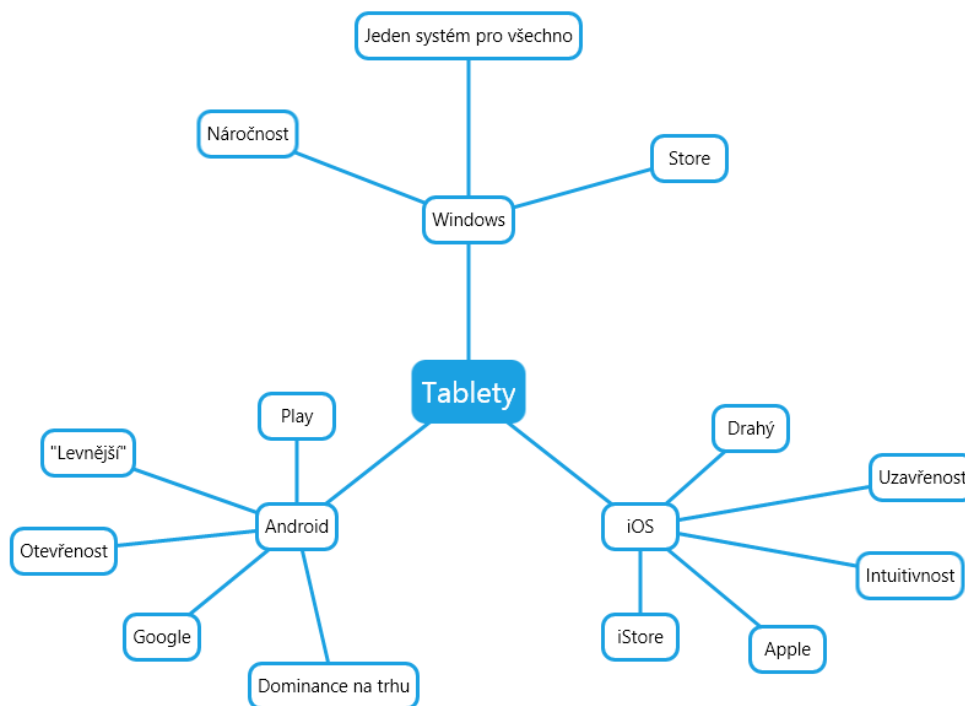 Jeden systém pro všechno
Náročnost
Store
Windows
Tablety
Play
Drahý
"Levnější"
Uzavřenost
Android
iOS
Otevřenost
Intuitivnost
Google
iStore
Apple
Dominance na trhu